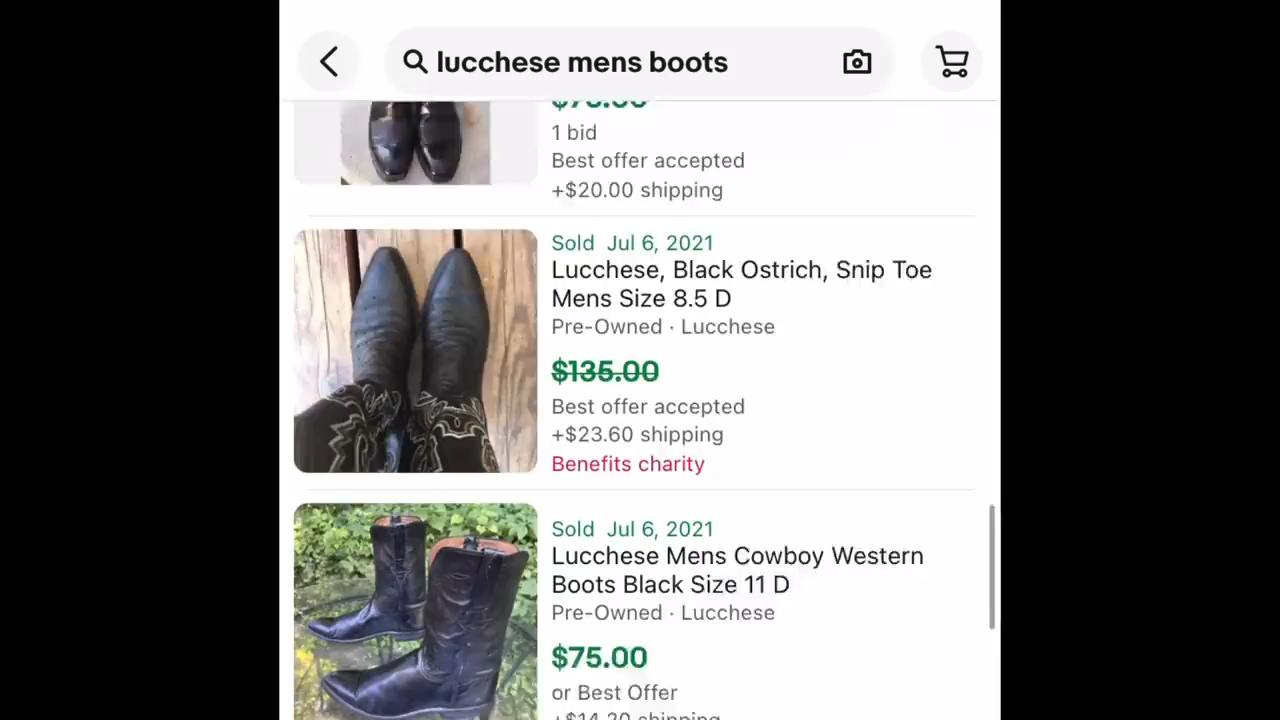 lucchese mens boots
1 bid
Best offer accepted
+$20.00 shipping
Sold Jul 6, 2021
Lucchese, Black Ostrich, Snip Toe
Mens Size 8.5 D
Pre-Owned · Lucchese
$135.00
Best offer accepted
+$23.60 shipping
Benefits charity
Sold Jul 6, 2021
Lucchese Mens Cowboy Western
Boots Black Size 11 D
Pre-Owned · Lucchese
$75.00
or Best Offer
+$14.20 shipping